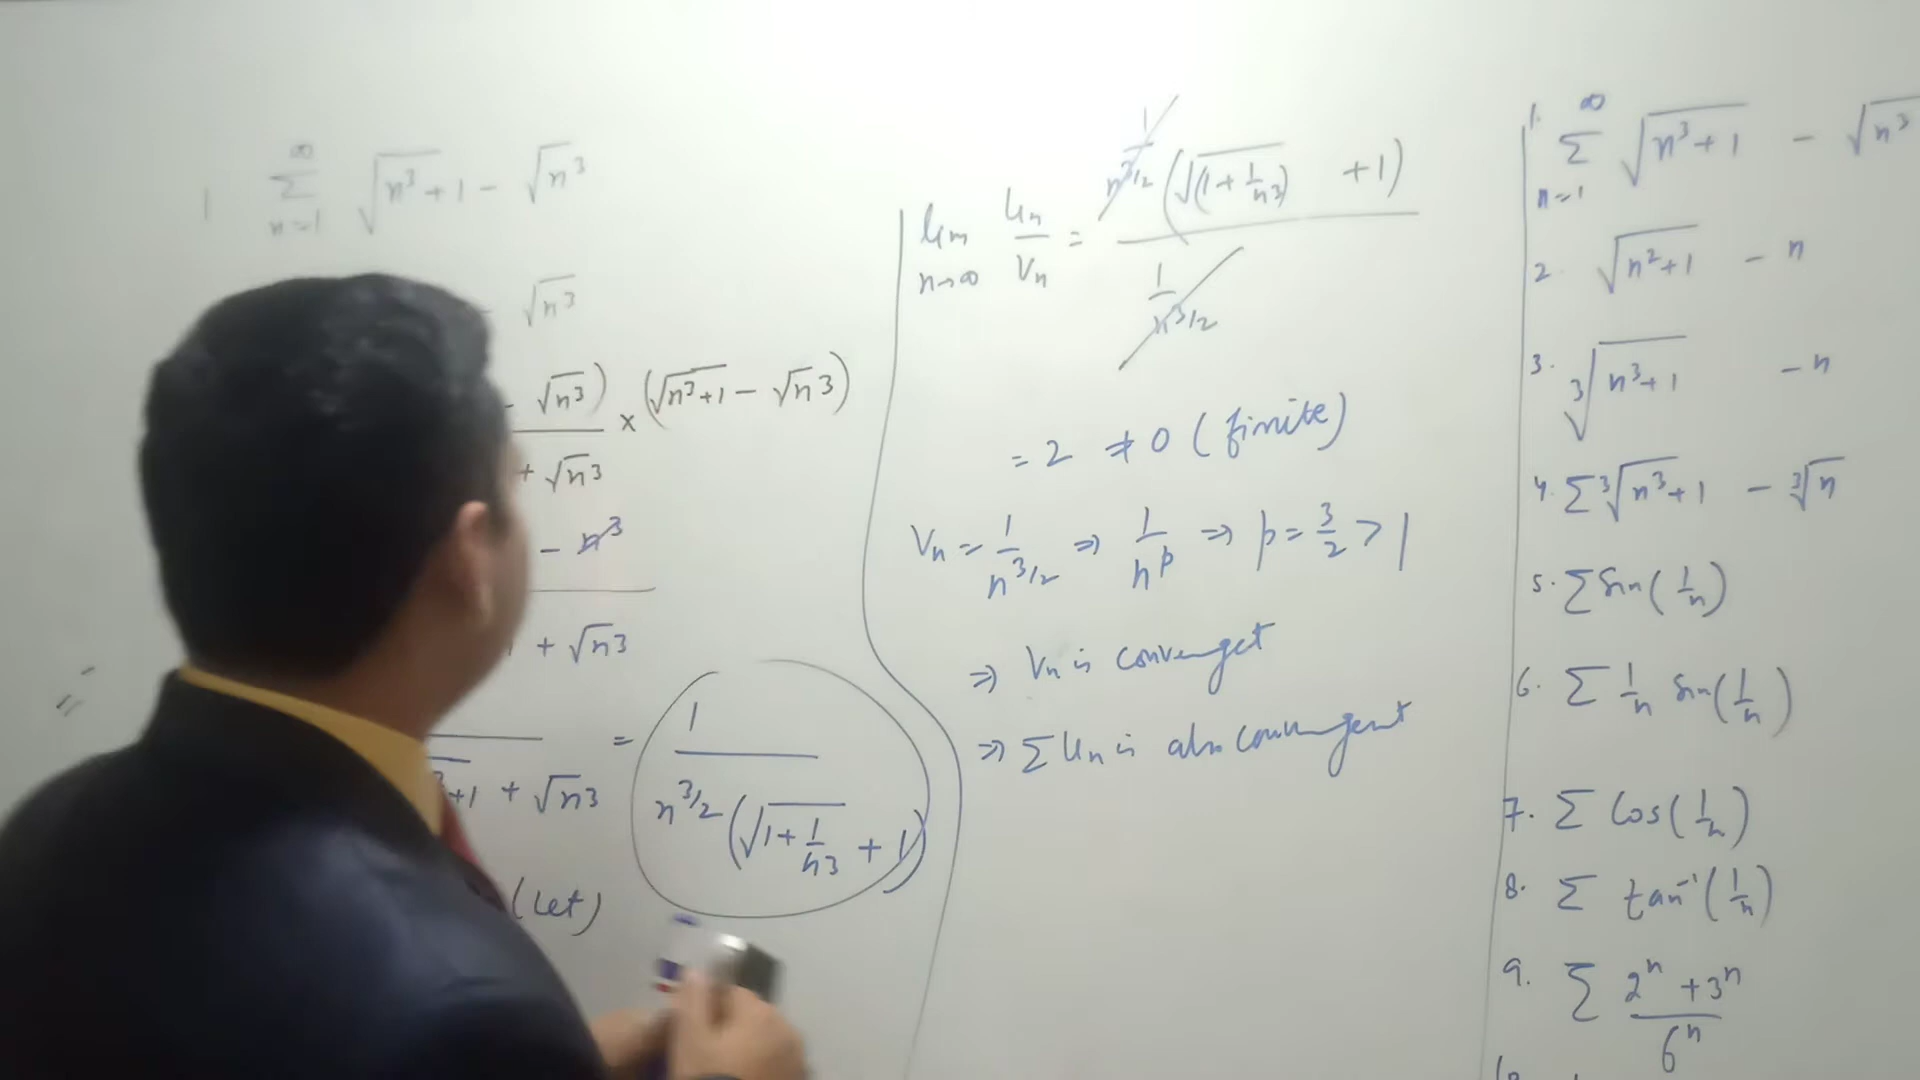 1 ∞∑n=1 √(n³+1) - √n³
√n³
- √n³) × (√(n³+1) - √n³)
+ √n³
- n³
+ √n³
=
+1 + √n³ = 1/(n^(3/2) (√(1+1/n³) + 1))
(Let)
lim n→∞ Un/Vn = 1/n^(3/2) (√(1+1/n³) +1) / 1/n^(3/2)
= 2 ≠ 0 (finite)
Vn = 1/n^(3/2) ⇒ 1/n^p ⇒ p = 3/2 > 1
⇒ Vn is converget
⇒ ∑Un is also convergent
1. ∞∑n=1 √(n³+1) - √n³
2. √(n²+1) - n
3. ³√(n³+1) - n
4. ∑ ³√(n³+1) - ³√n
5. ∑ Sin(1/n)
6. ∑ 1/n Sin(1/n)
7. ∑ Cos(1/n)
8. ∑ tan⁻¹(1/n)
9. ∑ (2ⁿ + 3ⁿ)/6ⁿ